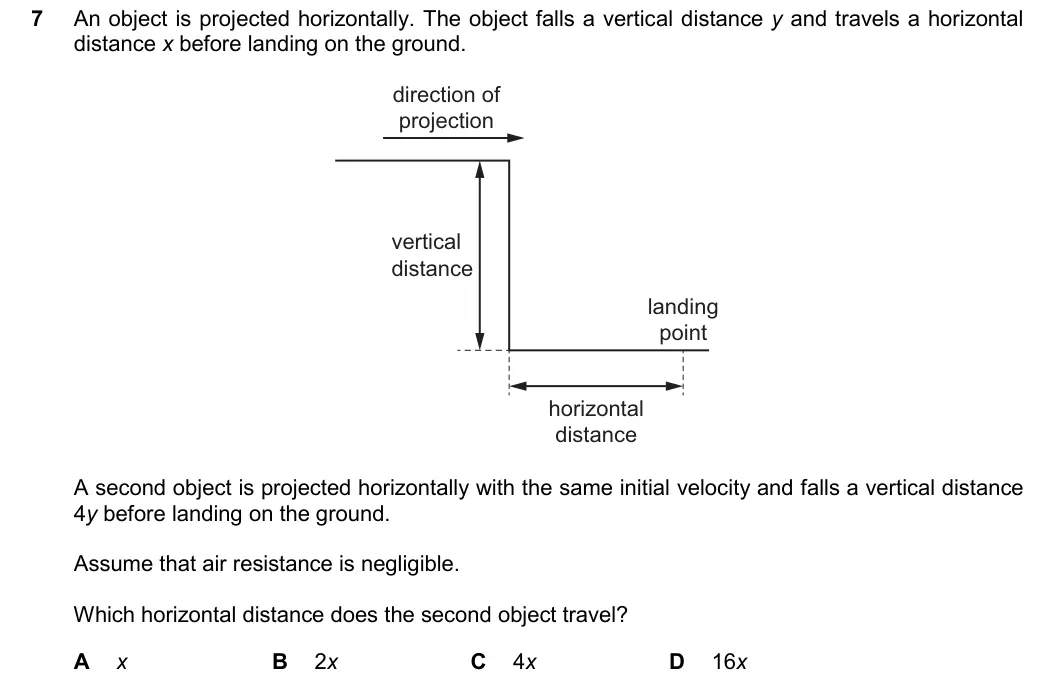 7 An object is projected horizontally. The object falls a vertical distance y and travels a horizontal
distance x before landing on the ground.
direction of
projection
vertical
distance
landing
point
horizontal
distance
A second object is projected horizontally with the same initial velocity and falls a vertical distance
4y before landing on the ground.
Assume that air resistance is negligible.
Which horizontal distance does the second object travel?
A x B 2x C 4x D 16x